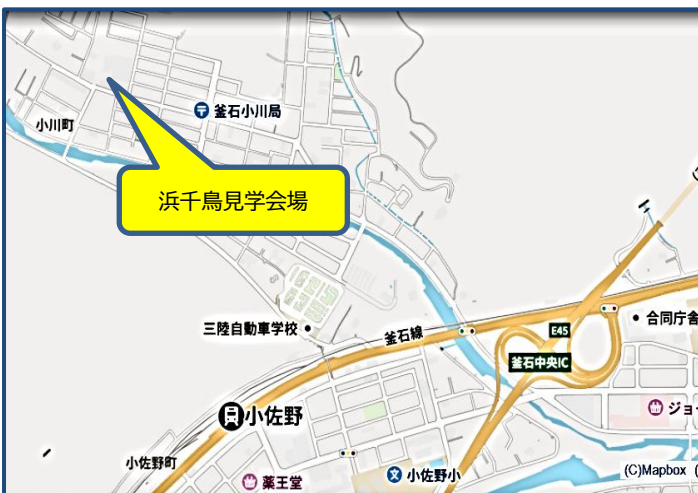 釜石小川局
小川町
浜千鳥見学会場
三陸自動車学校
釜石線
E45
合同庁舎
釜石中央IC
小佐野
ジョー
小佐野町
小佐野小
薬王堂
(C)Mapbox (